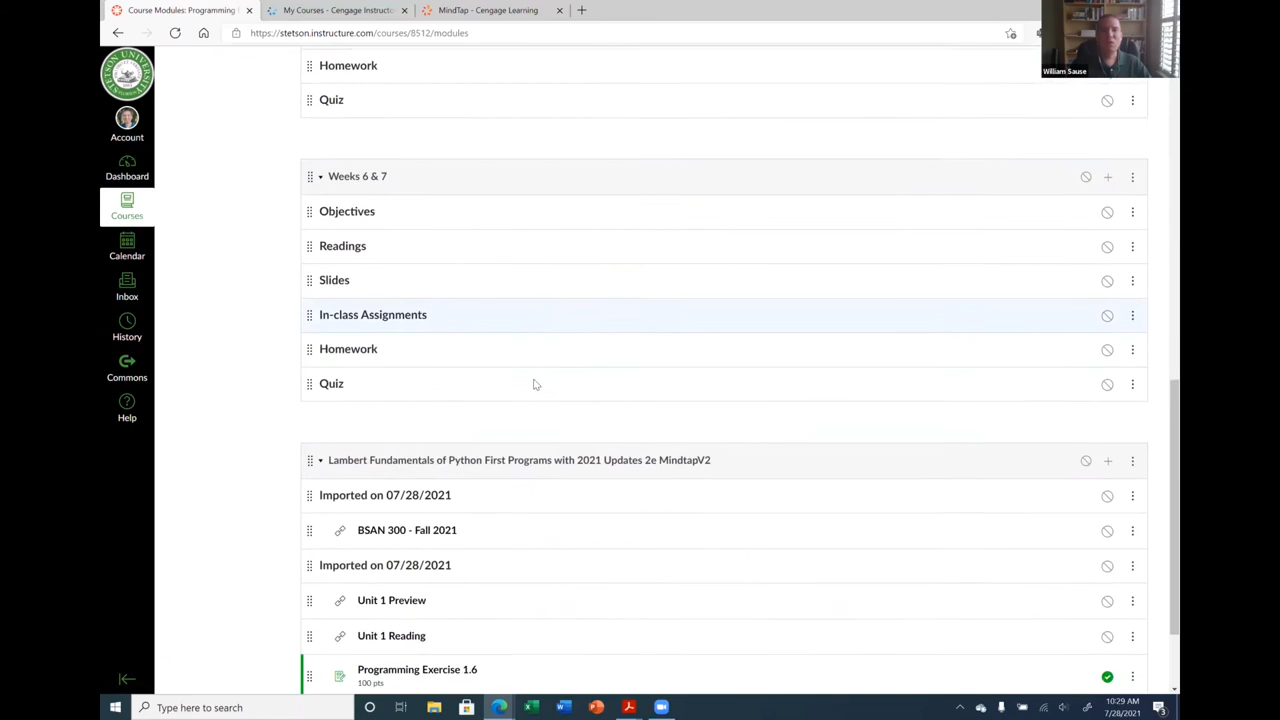 Course Modules: Programming
My Courses - Cengage Instructo
MindTap - Cengage Learning
https://stetson.instructure.com/courses/8512/modules
William Sause
STETSON UNIVERSITY
Account
Dashboard
Courses
Calendar
Inbox
History
Commons
Help
Homework
Quiz
Weeks 6 & 7
Objectives
Readings
Slides
In-class Assignments
Homework
Quiz
Lambert Fundamentals of Python First Programs with 2021 Updates 2e MindtapV2
Imported on 07/28/2021
BSAN 300 - Fall 2021
Imported on 07/28/2021
Unit 1 Preview
Unit 1 Reading
Programming Exercise 1.6
100 pts
Type here to search
10:29 AM
7/28/2021
3